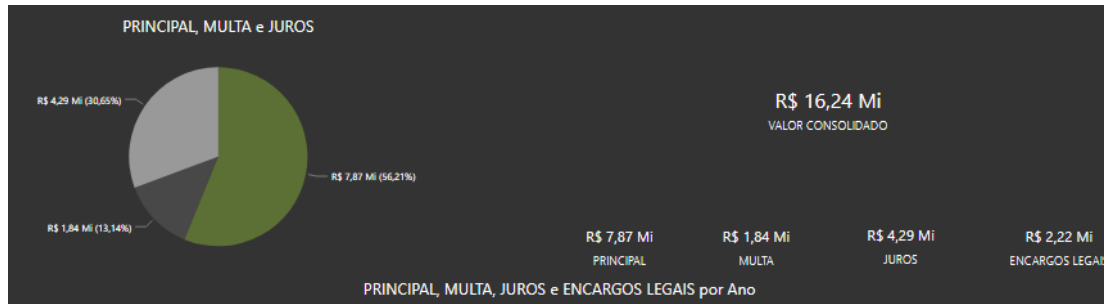 PRINCIPAL, MULTA e JUROS
R$ 4,29 Mi (30,65%)
R$ 7,87 Mi (56,21%)
R$ 1,84 Mi (13,14%)
R$ 16,24 Mi
VALOR CONSOLIDADO
R$ 7,87 Mi
PRINCIPAL
R$ 1,84 Mi
MULTA
R$ 4,29 Mi
JUROS
R$ 2,22 Mi
ENCARGOS LEGAIS
PRINCIPAL, MULTA, JUROS e ENCARGOS LEGAIS por Ano